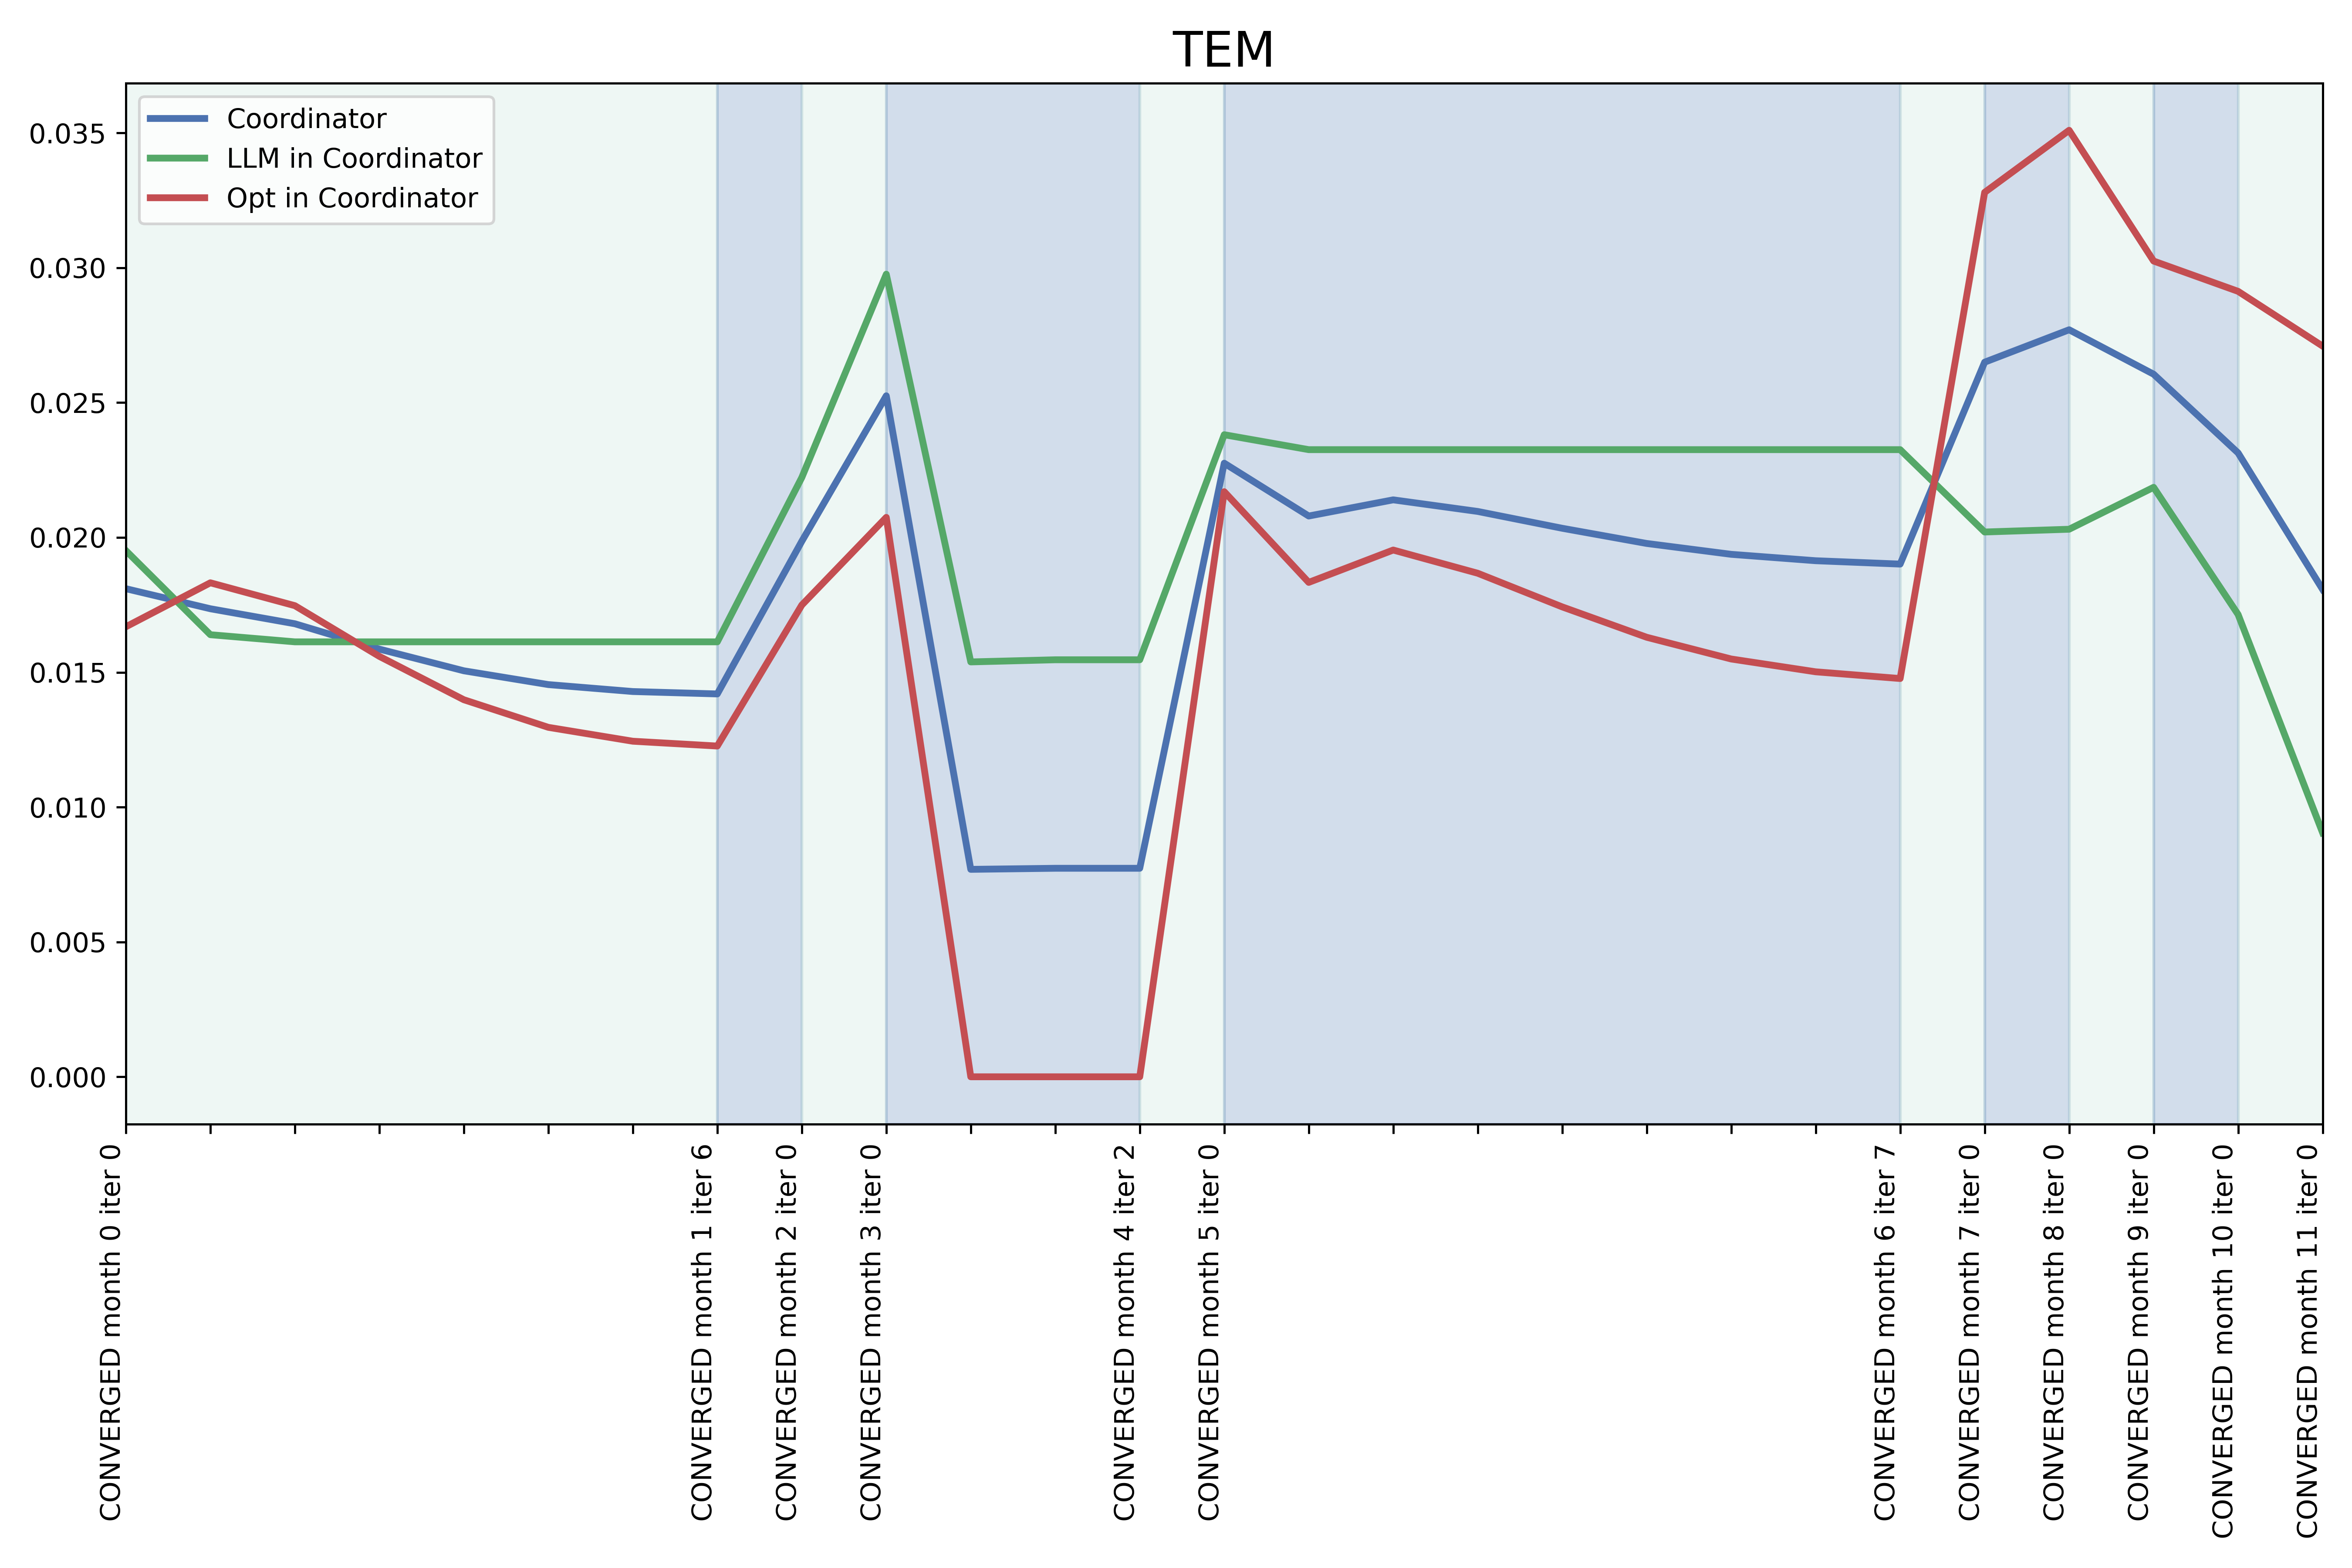 TEM
Coordinator
LLM in Coordinator
Opt in Coordinator
0.035
0.030
0.025
0.020
0.015
0.010
0.005
0.000
CONVERGED month 0 iter 0
CONVERGED month 1 iter 6
CONVERGED month 2 iter 0
CONVERGED month 3 iter 0
CONVERGED month 4 iter 2
CONVERGED month 5 iter 0
CONVERGED month 6 iter 7
CONVERGED month 7 iter 0
CONVERGED month 8 iter 0
CONVERGED month 9 iter 0
CONVERGED month 10 iter 0
CONVERGED month 11 iter 0